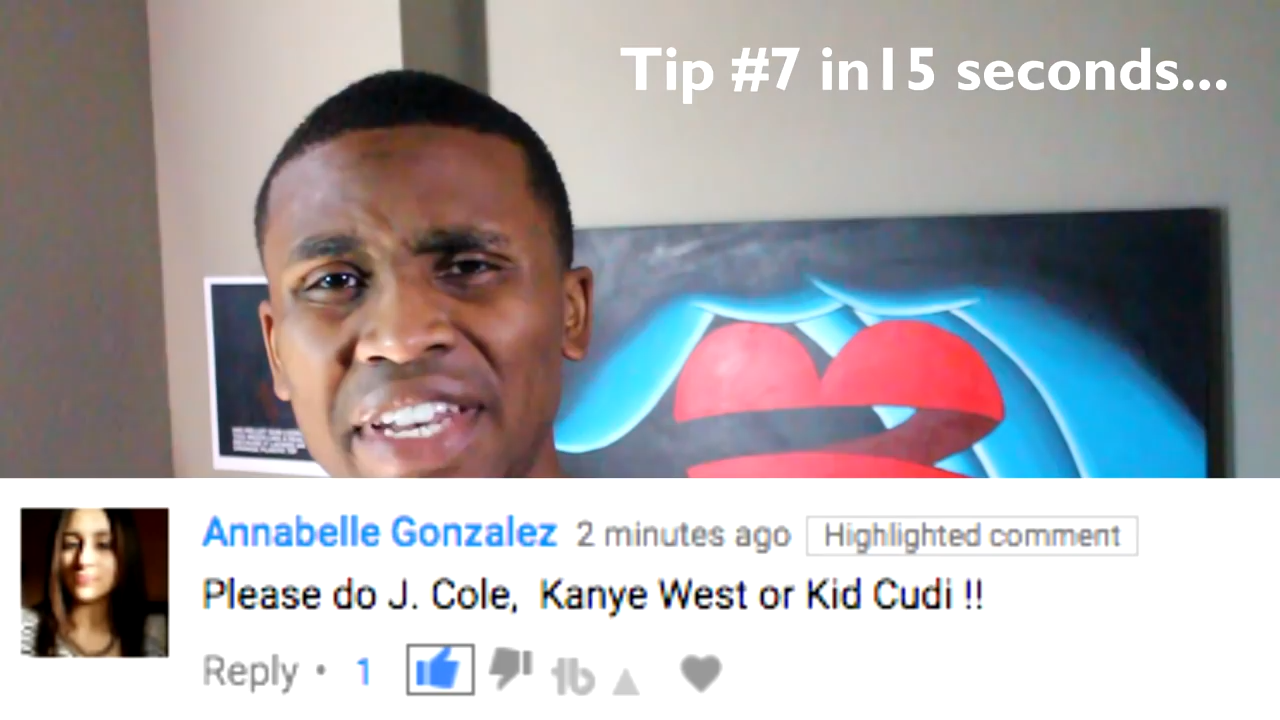 Tip #7 in15 seconds...
Annabelle Gonzalez 2 minutes ago Highlighted comment
Please do J. Cole, Kanye West or Kid Cudi !!
Reply • 1